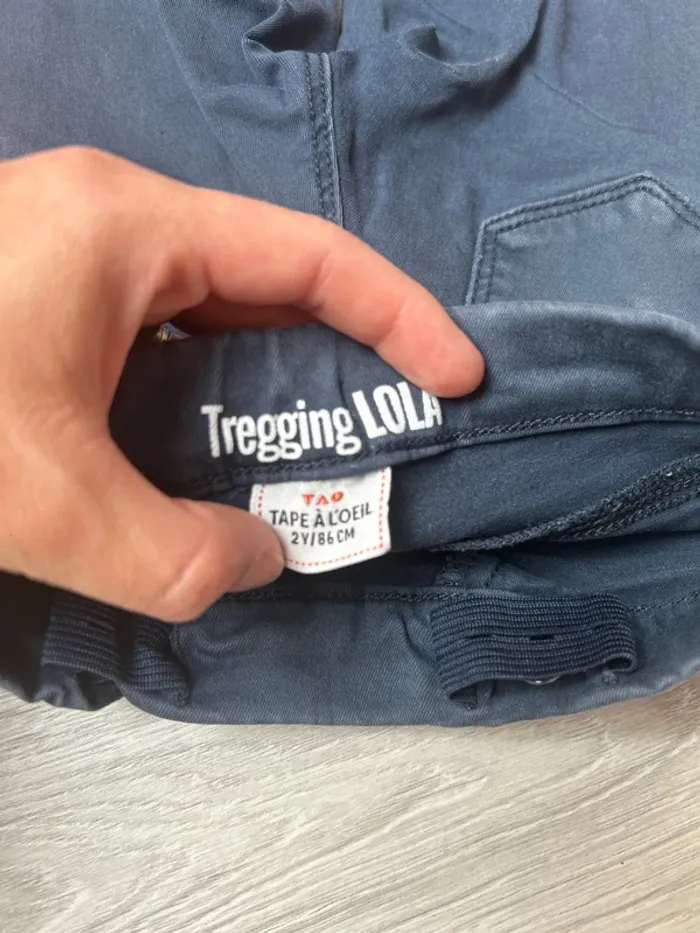 Tregging LOLA
TAO
TAPE À L'OEIL
2Y/86CM